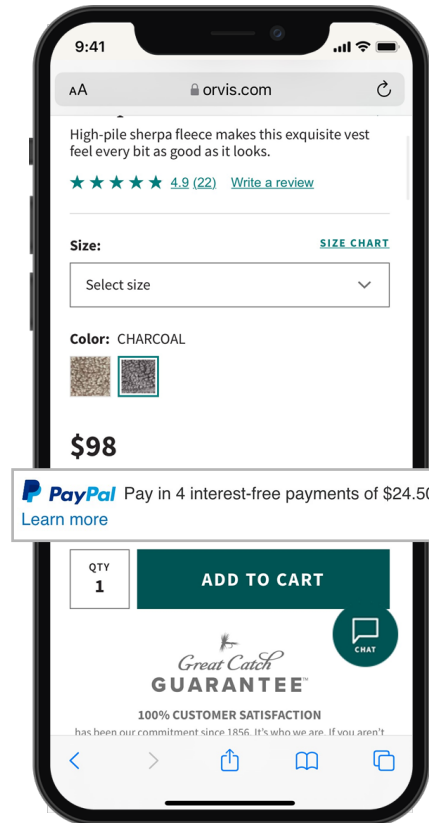 9:41
AA orvis.com
High-pile sherpa fleece makes this exquisite vest
feel every bit as good as it looks.
4.9 (22) Write a review
Size: SIZE CHART
Select size
Color: CHARCOAL
$98
PayPal Pay in 4 interest-free payments of $24.50
Learn more
QTY
1
ADD TO CART
CHAT
Great Catch
GUARANTEE™
100% CUSTOMER SATISFACTION
has been our commitment since 1856. It's who we are. If you aren't